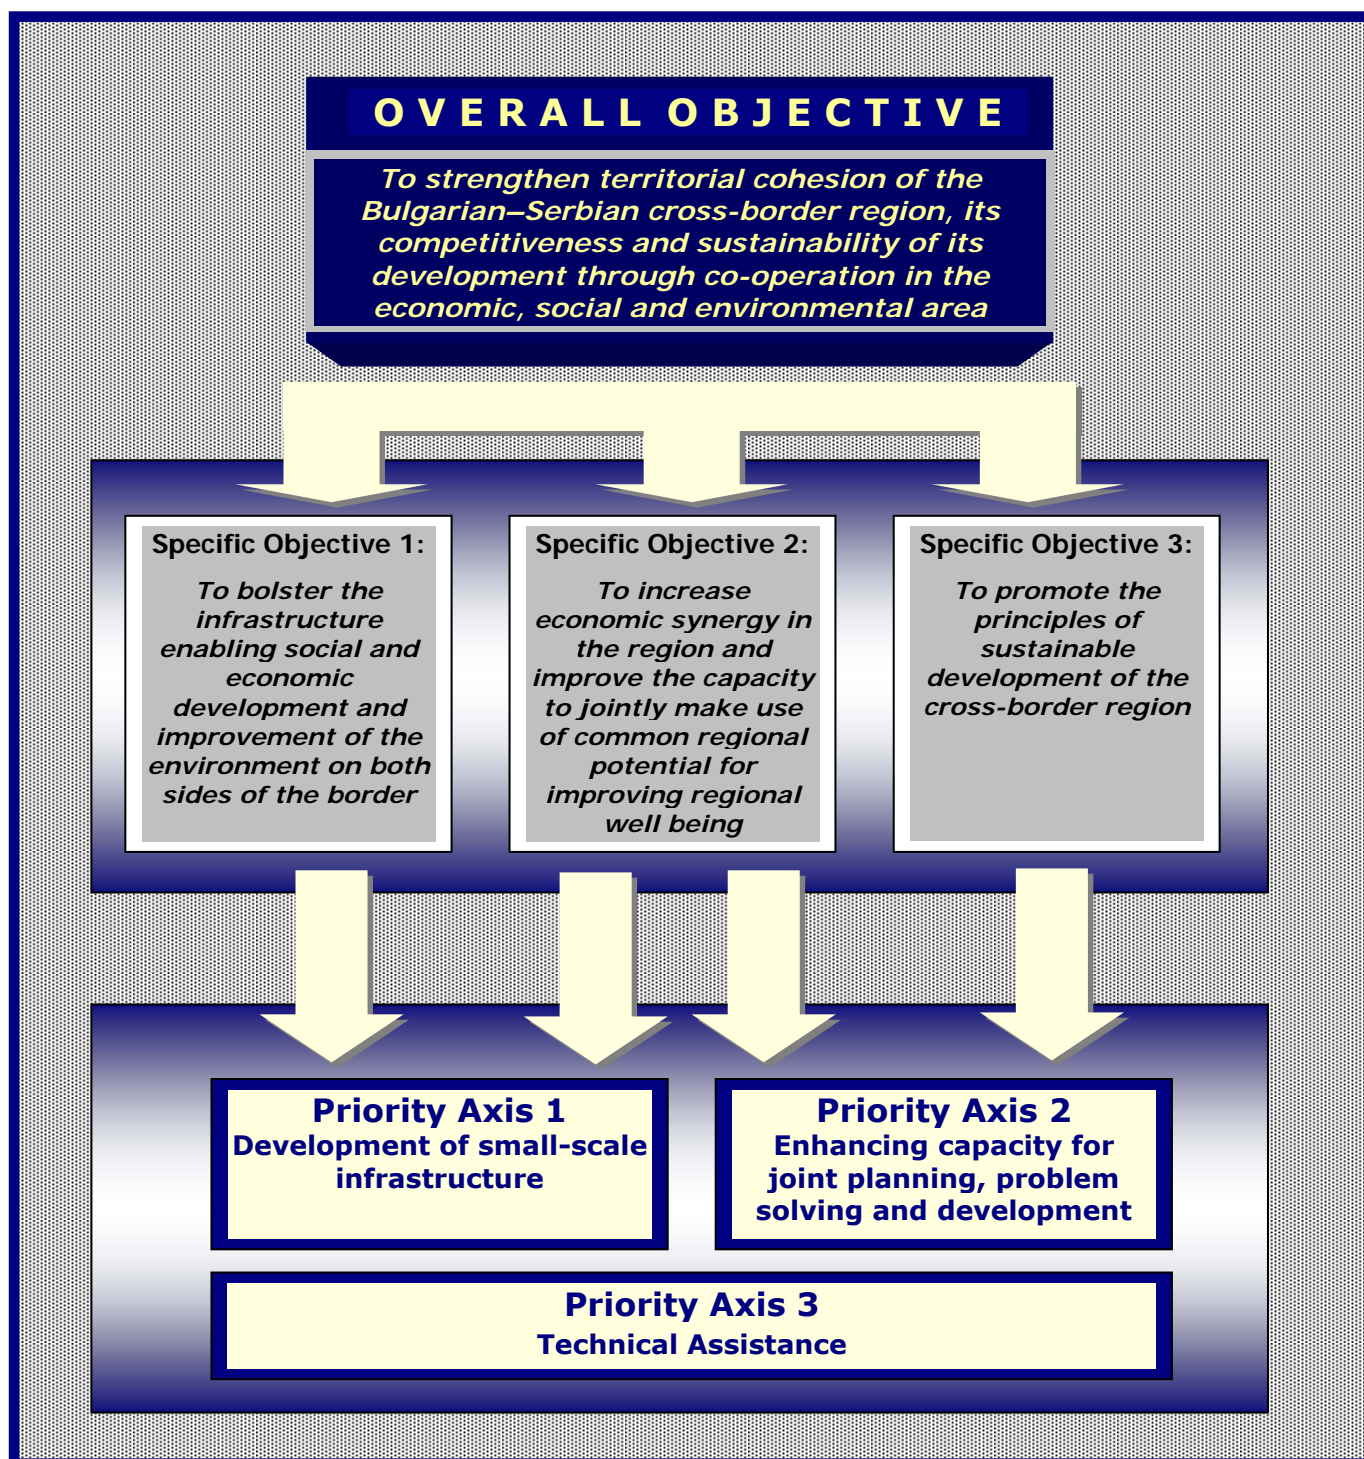 OVERALL OBJECTIVE
To strengthen territorial cohesion of the
Bulgarian–Serbian cross-border region, its
competitiveness and sustainability of its
development through co-operation in the
economic, social and environmental area
Specific Objective 1:
To bolster the
infrastructure
enabling social and
economic
development and
improvement of the
environment on both
sides of the border
Specific Objective 2:
To increase
economic synergy in
the region and
improve the capacity
to jointly make use
of common regional
potential for
improving regional
well being
Specific Objective 3:
To promote the
principles of
sustainable
development of the
cross-border region
Priority Axis 1
Development of small-scale
infrastructure
Priority Axis 2
Enhancing capacity for
joint planning, problem
solving and development
Priority Axis 3
Technical Assistance